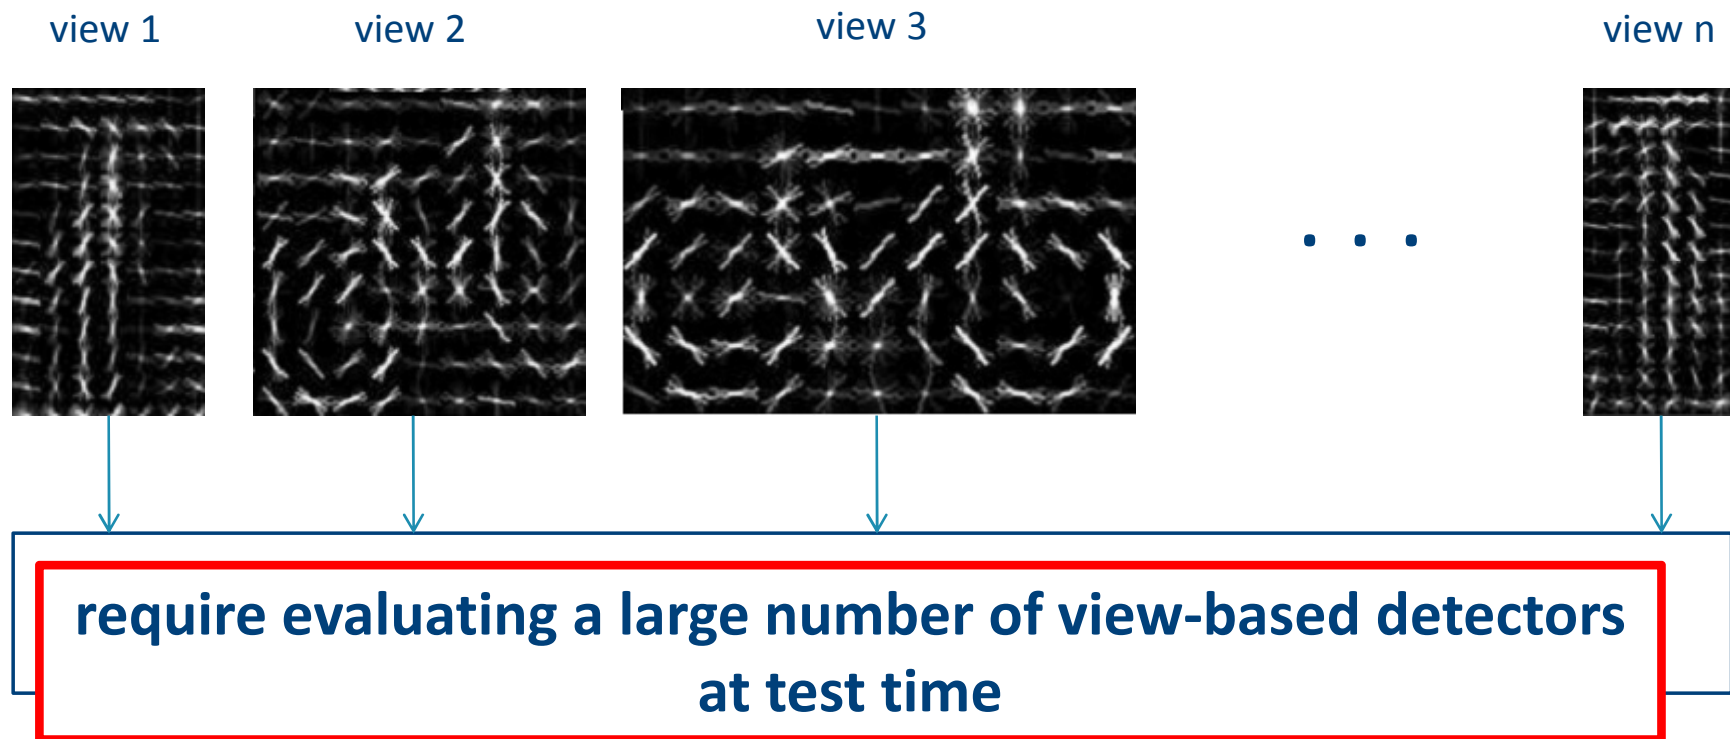 view 1
view 2
view 3
view n
. . .
require evaluating a large number of view-based detectors
at test time